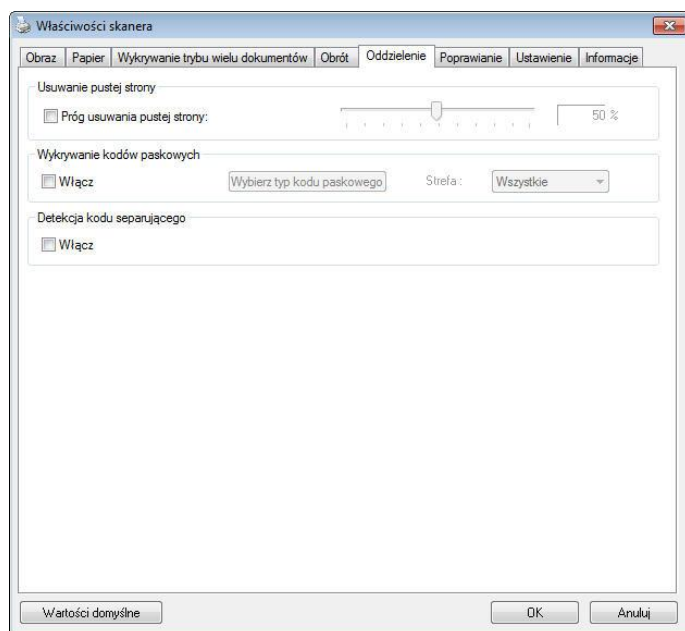 Właściwości skanera
Obraz Papier Wykrywanie trybu wielu dokumentów Obrót Oddzielenie Poprawianie Ustawienie Informacje
Usuwanie pustej strony
Próg usuwania pustej strony: 50 %
Wykrywanie kodów paskowych
Włącz Wybierz typ kodu paskowego Strefa : Wszystkie
Detekcja kodu separującego
Włącz
Wartości domyślne OK Anuluj